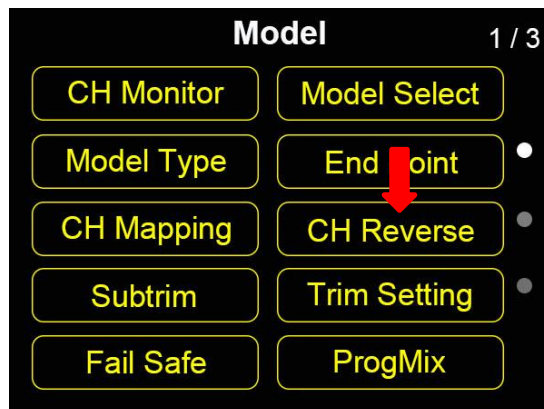 Model
1 / 3
CH Monitor
Model Select
Model Type
End oint
CH Mapping
CH Reverse
Subtrim
Trim Setting
Fail Safe
ProgMix